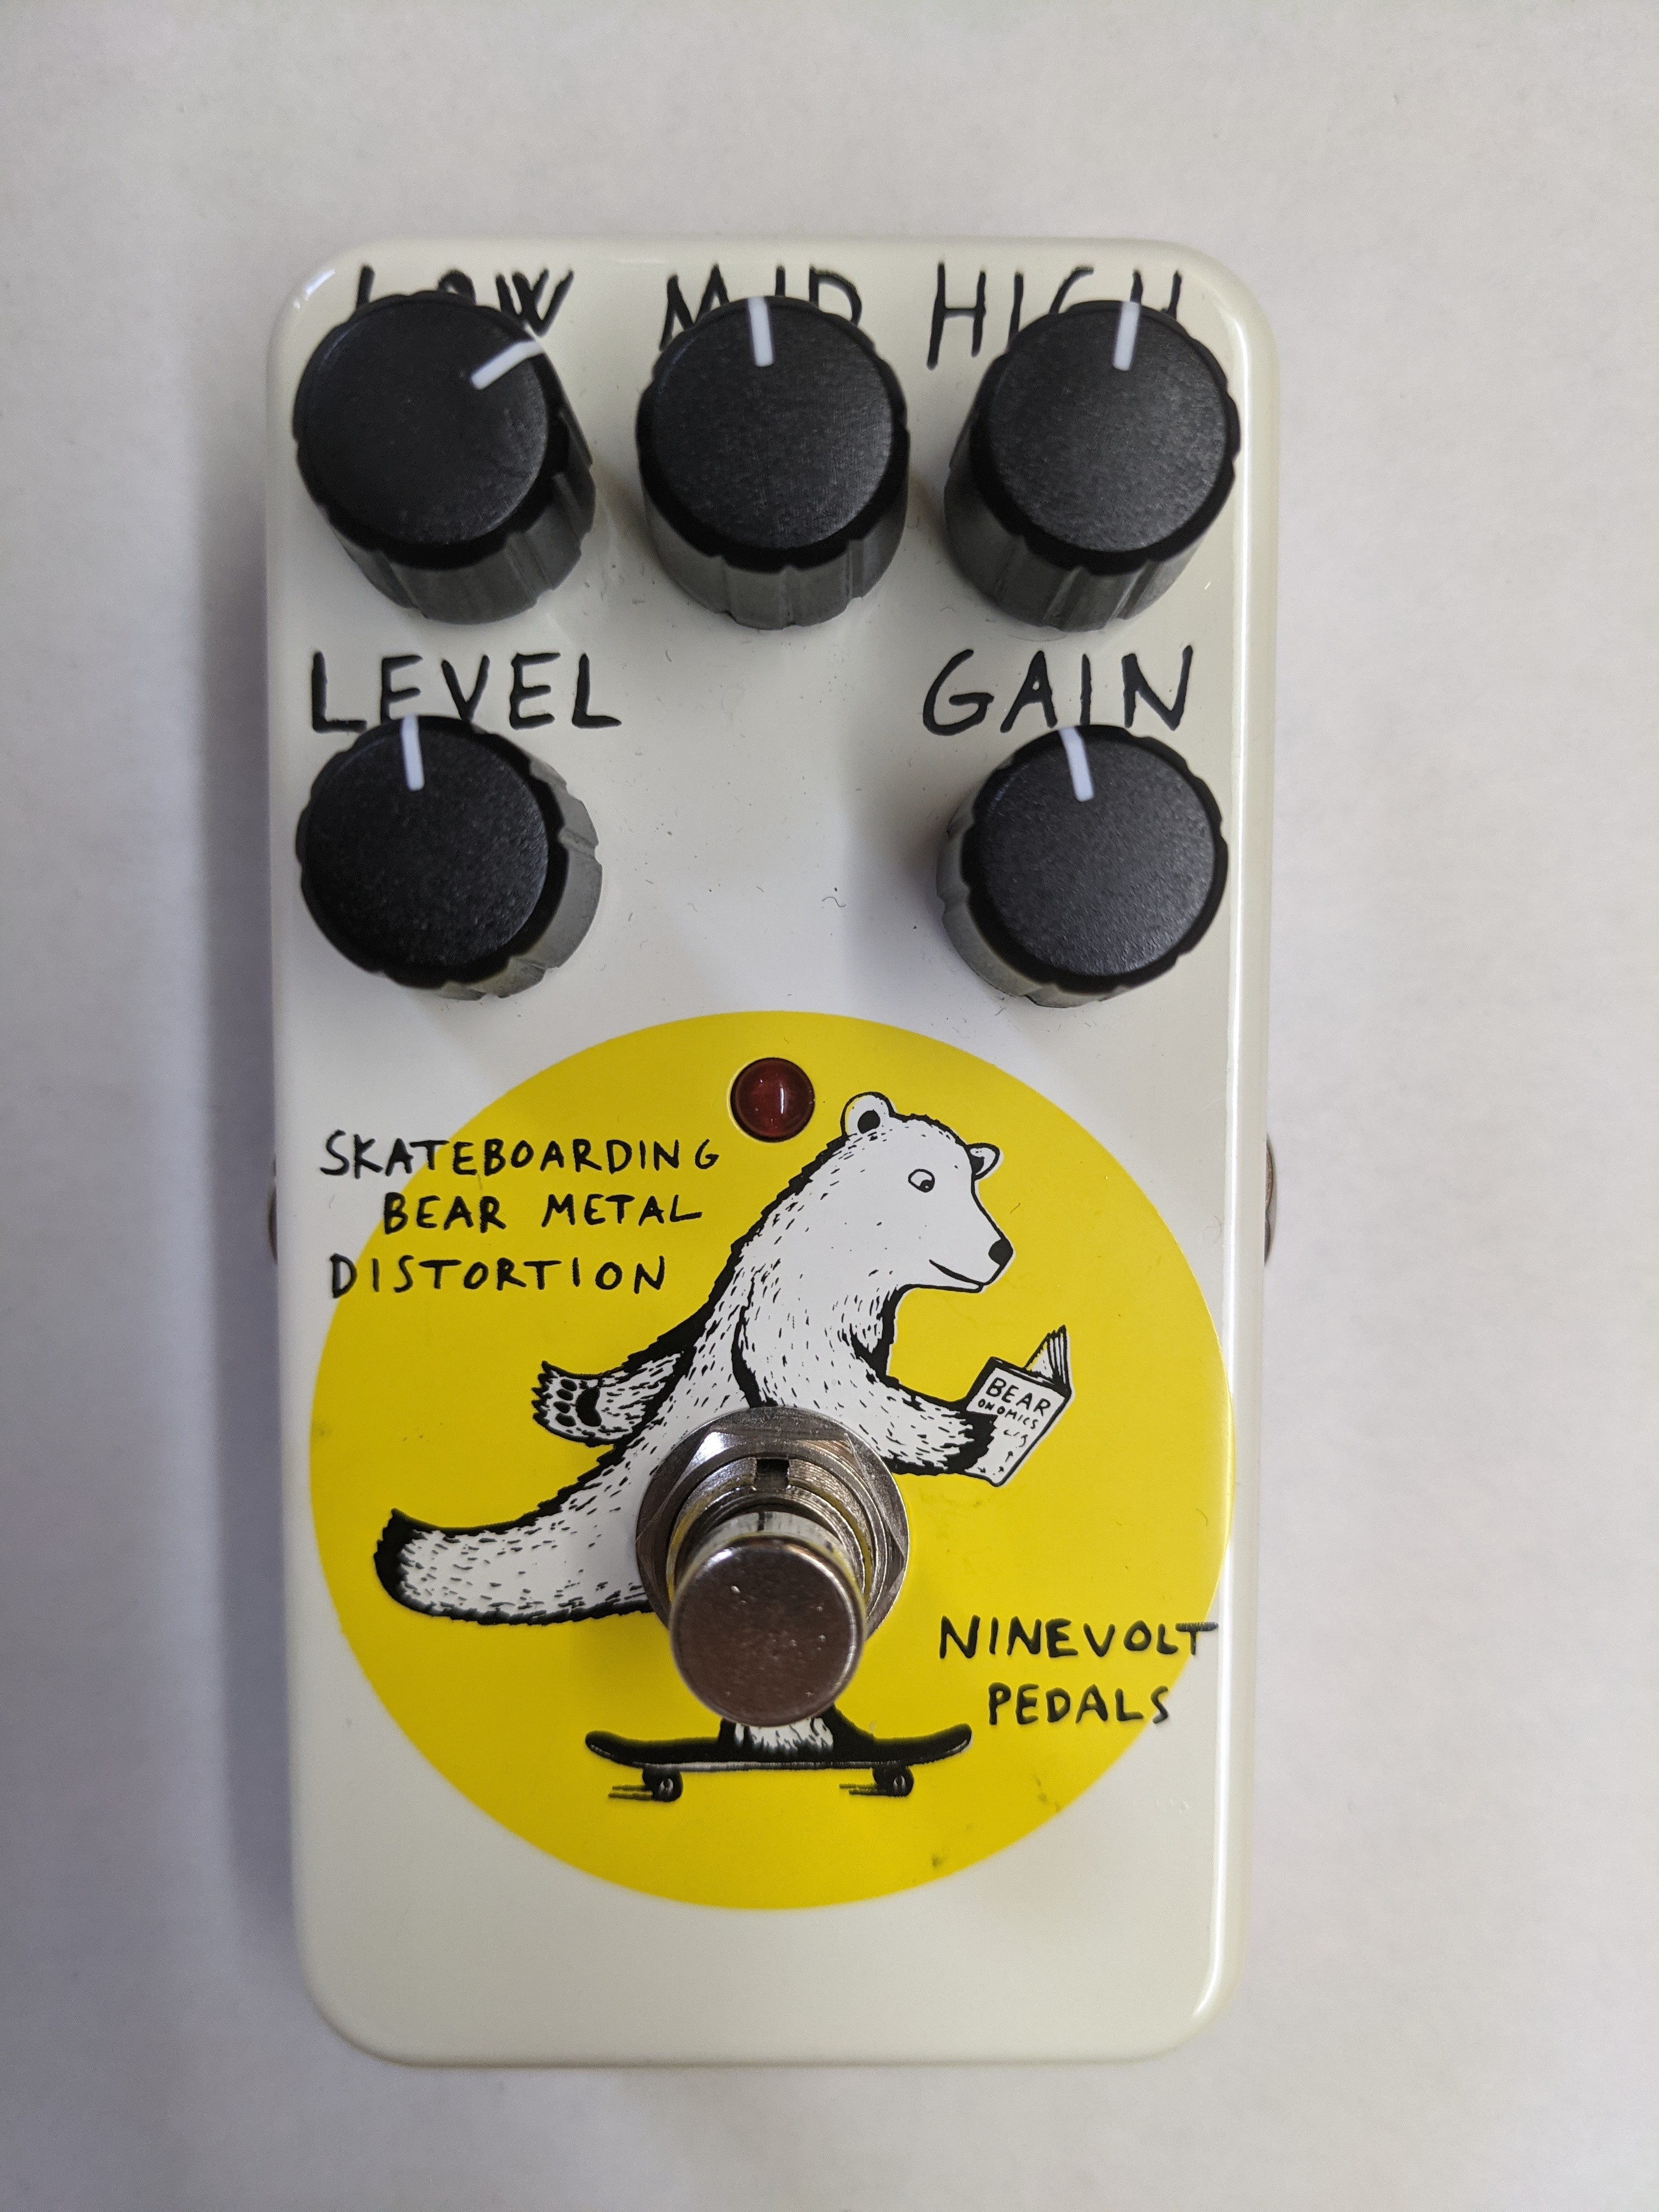 LOW MID HIGH
LEVEL GAIN
SKATEBOARDING
BEAR METAL
DISTORTION
BEAR
ONOMICS
NINEVOLT
PEDALS